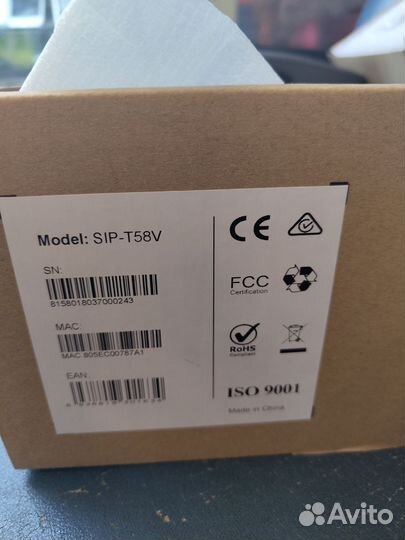 Model: SIP-T58V
SN:
8158018037000243
MAC:
MAC 805EC00787A1
EAN:
CE
FCC
Certification
RoHS
Compliant
ISO 9001
Made in China
Avito